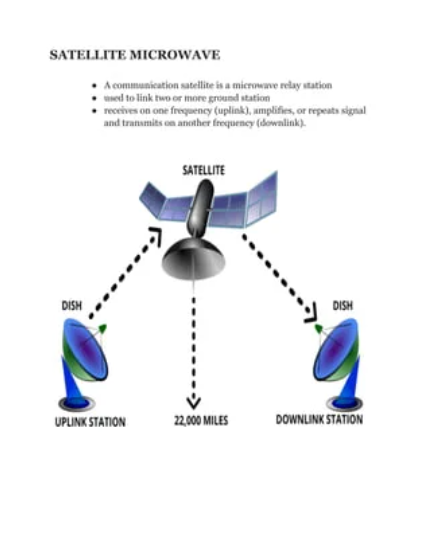 SATELLITE MICROWAVE
● A communication satellite is a microwave relay station
● used to link two or more ground station
● receives on one frequency (uplink), amplifies, or repeats signal
and transmits on another frequency (downlink).
SATELLITE
DISH
DISH
UPLINK STATION
22,000 MILES
DOWNLINK STATION